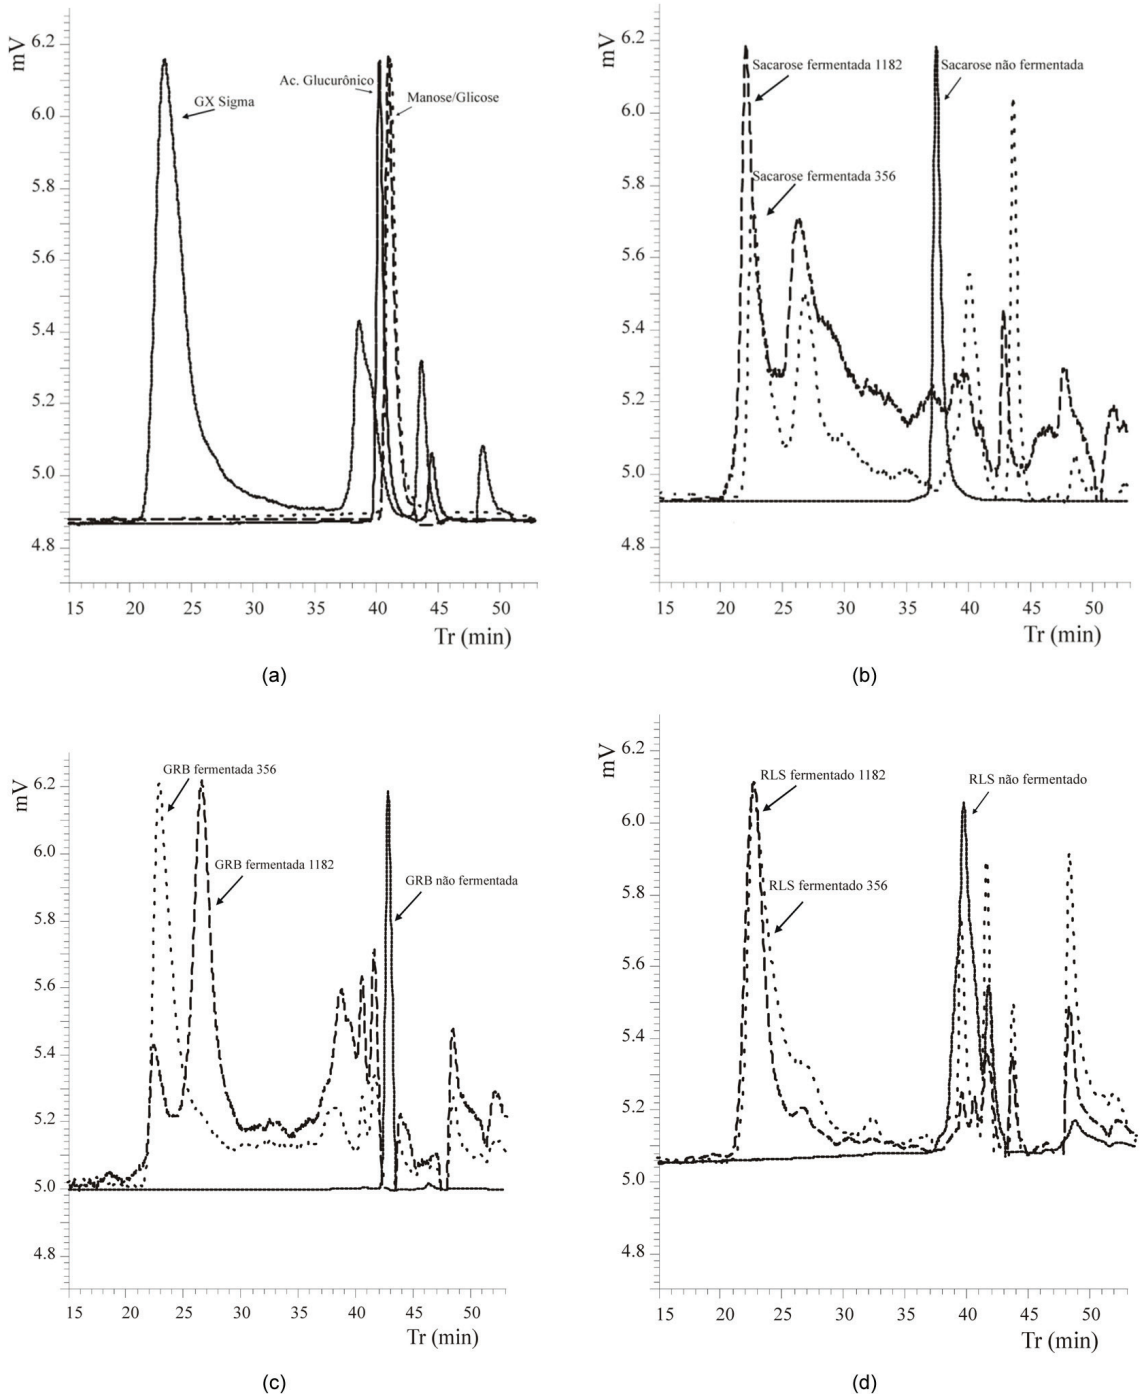 mV
6.2
6.0
5.8
5.6
5.4
5.2
5.0
4.8
GX Sigma
Ac. Glucurônico
Manose/Glicose
15 20 25 30 35 40 45 50
Tr (min)
(a)
mV
6.2
6.0
5.8
5.6
5.4
5.2
5.0
4.8
Sacarose fermentada 1182
Sacarose não fermentada
Sacarose fermentada 356
15 20 25 30 35 40 45 50
Tr (min)
(b)
mV
6.2
6.0
5.8
5.6
5.4
5.2
5.0
4.8
GRB fermentada 356
GRB fermentada 1182
GRB não fermentada
15 20 25 30 35 40 45 50
Tr (min)
(c)
mV
6.2
6.0
5.8
5.6
5.4
5.2
5.0
4.8
RLS fermentado 1182
RLS não fermentado
RLS fermentado 356
15 20 25 30 35 40 45 50
Tr (min)
(d)